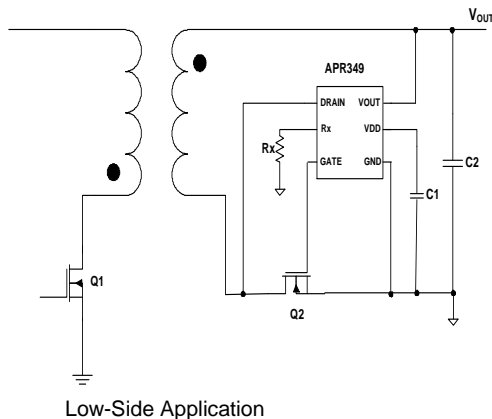 VOUT
APR349
DRAIN VOUT
Rx VDD
GATE GND
Rx
C1
C2
Q1
Q2
Low-Side Application